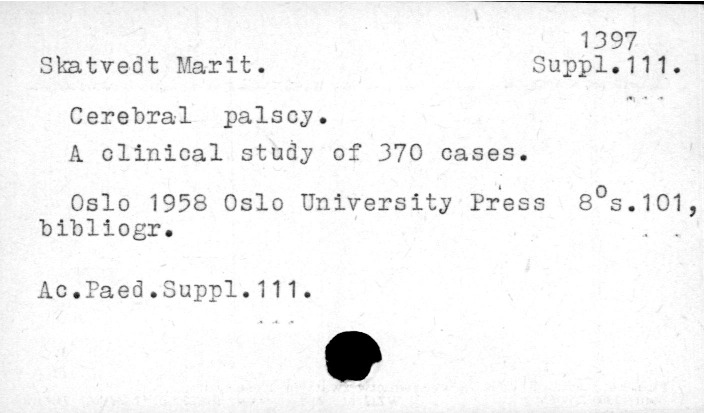 1397
Skatvedt Marit. Suppl.111.
Cerebral palscy.
A clinical study of 370 cases.
Oslo 1958 Oslo University Press 8°s.101,
bibliogr.
Ac.Paed.Suppl.111.